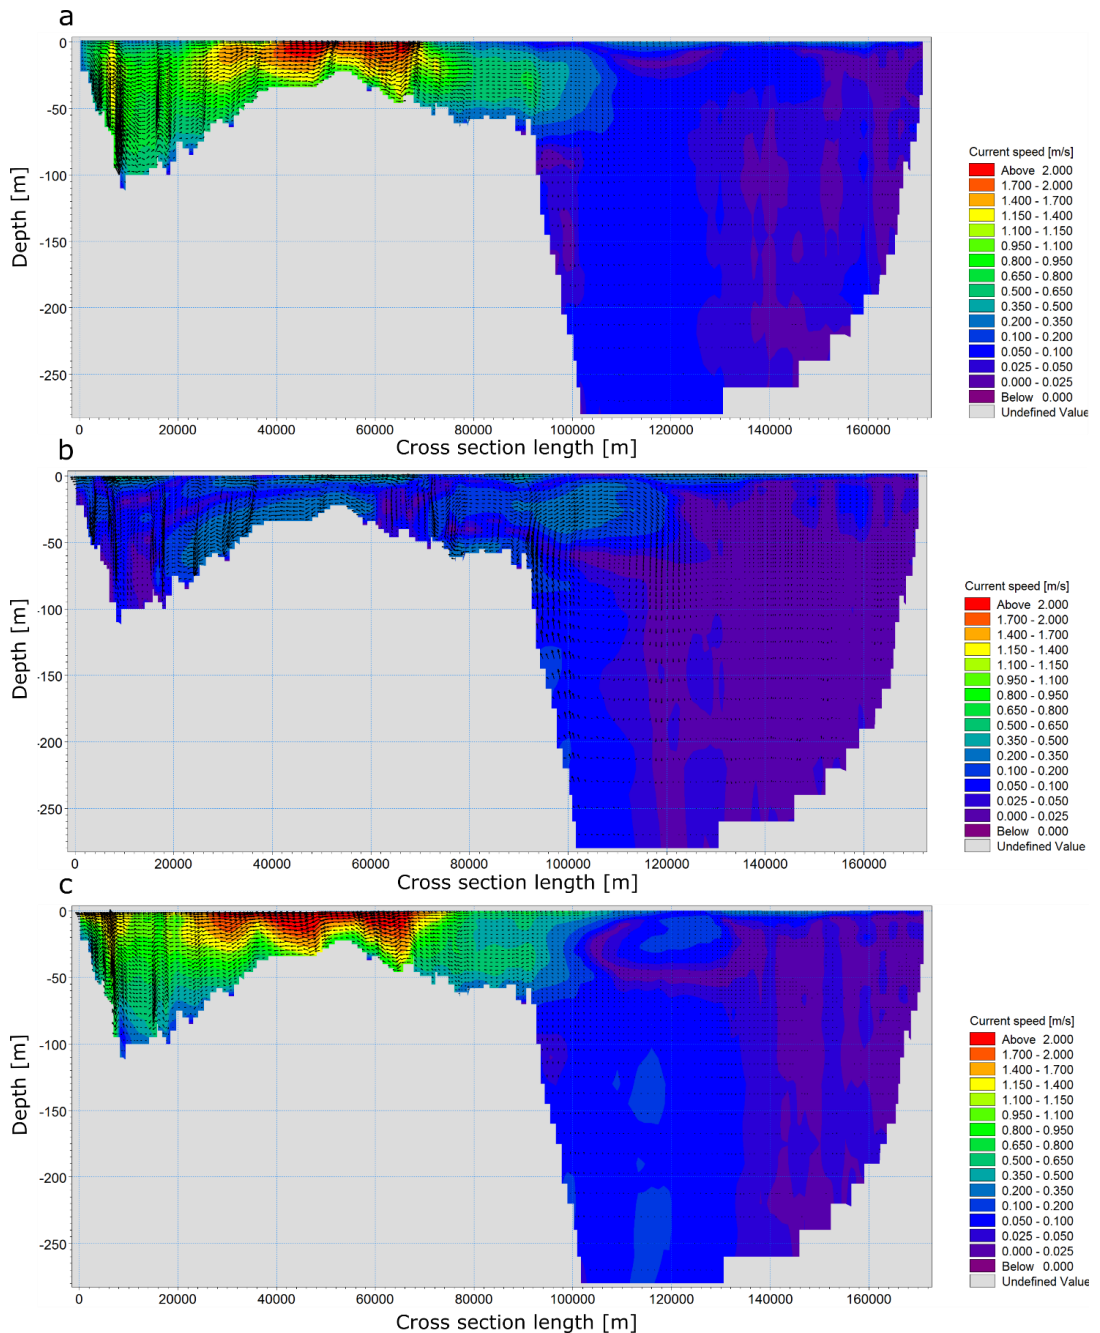 a
0
-50
-100
-150
-200
-250
Depth [m]
0 20000 40000 60000 80000 100000 120000 140000 160000
Cross section length [m]
Current speed [m/s]
Above 2.000
1.700 - 2.000
1.400 - 1.700
1.150 - 1.400
1.100 - 1.150
0.950 - 1.100
0.800 - 0.950
0.650 - 0.800
0.500 - 0.650
0.350 - 0.500
0.200 - 0.350
0.100 - 0.200
0.050 - 0.100
0.025 - 0.050
0.000 - 0.025
Below 0.000
Undefined Value
b
0
-50
-100
-150
-200
-250
Depth [m]
0 20000 40000 60000 80000 100000 120000 140000 160000
Cross section length [m]
Current speed [m/s]
Above 2.000
1.700 - 2.000
1.400 - 1.700
1.150 - 1.400
1.100 - 1.150
0.950 - 1.100
0.800 - 0.950
0.650 - 0.800
0.500 - 0.650
0.350 - 0.500
0.200 - 0.350
0.100 - 0.200
0.050 - 0.100
0.025 - 0.050
0.000 - 0.025
Below 0.000
Undefined Value
c
0
-50
-100
-150
-200
-250
Depth [m]
0 20000 40000 60000 80000 100000 120000 140000 160000
Cross section length [m]
Current speed [m/s]
Above 2.000
1.700 - 2.000
1.400 - 1.700
1.150 - 1.400
1.100 - 1.150
0.950 - 1.100
0.800 - 0.950
0.650 - 0.800
0.500 - 0.650
0.350 - 0.500
0.200 - 0.350
0.100 - 0.200
0.050 - 0.100
0.025 - 0.050
0.000 - 0.025
Below 0.000
Undefined Value